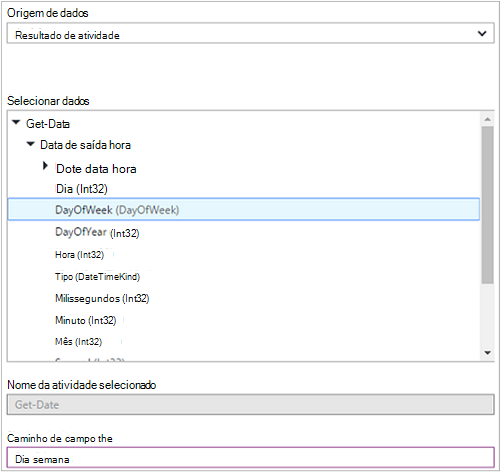 Origem de dados
Resultado de atividade
Selecionar dados
Get-Data
Data de saída hora
Dote data hora
Dia (Int32)
DayOfWeek (DayOfWeek)
DayOfYear (Int32)
Hora (Int32)
Tipo (DateTimeKind)
Milissegundos (Int32)
Minuto (Int32)
Mês (Int32)
Nome da atividade selecionado
Get-Date
Caminho de campo the
Dia semana